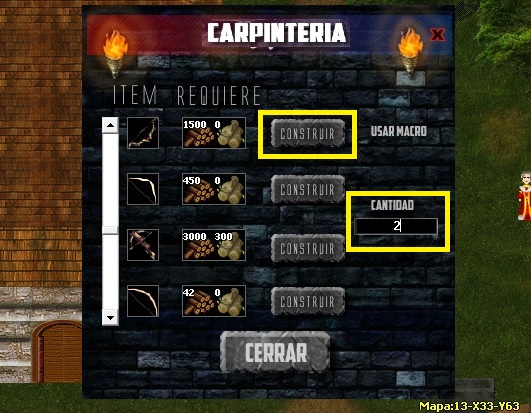 CARPINTERIA
X
ITEM REQUIERE
1500 0 CONSTRUIR USAR MACRO
450 0 CONSTRUIR
CANTIDAD
2
3000 300 CONSTRUIR
42 0 CONSTRUIR
CERRAR
Mapa:13-X33-Y63